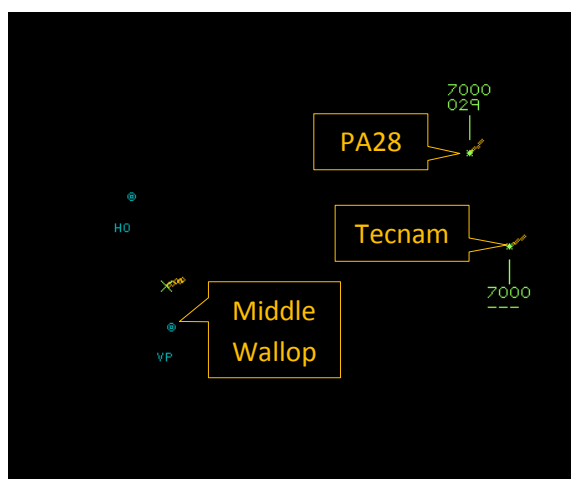 7000
029
PA28
HO
Tecnam
7000
---
Middle
Wallop
VP